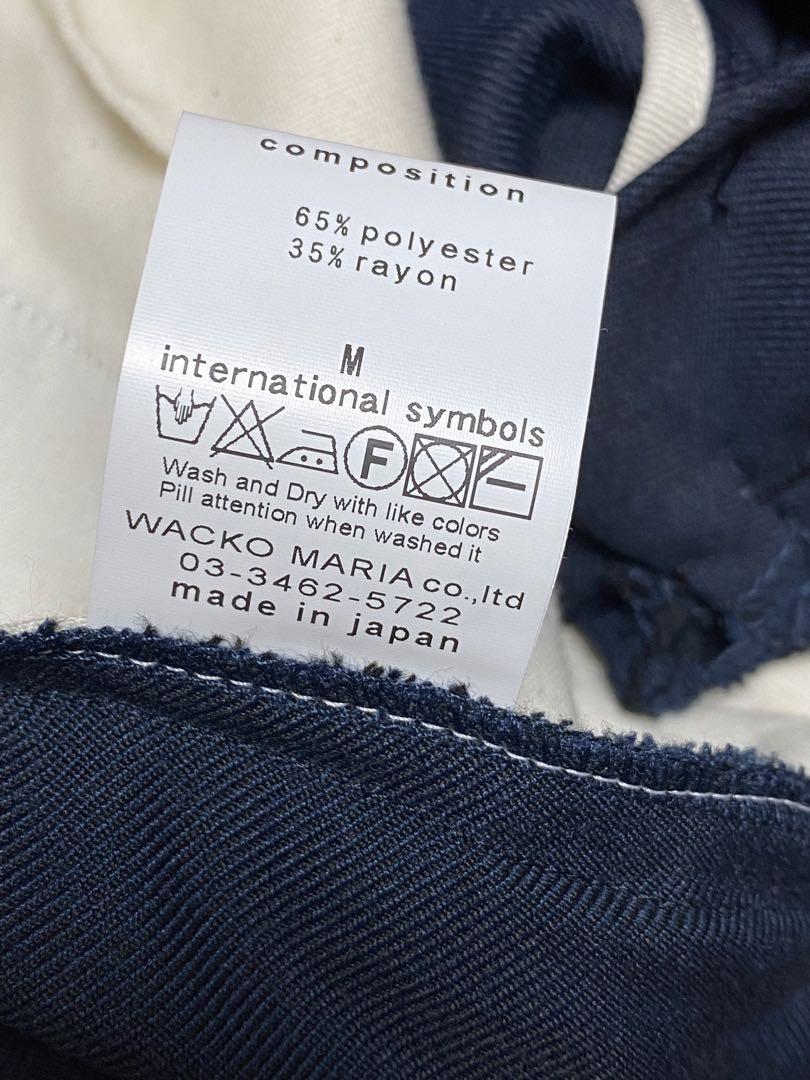 composition
65% polyester
35% rayon
M
international symbols
F
Wash and Dry with like colors
Pill attention when washed it
WACKO MARIA co.,ltd
03-3462-5722
made in japan